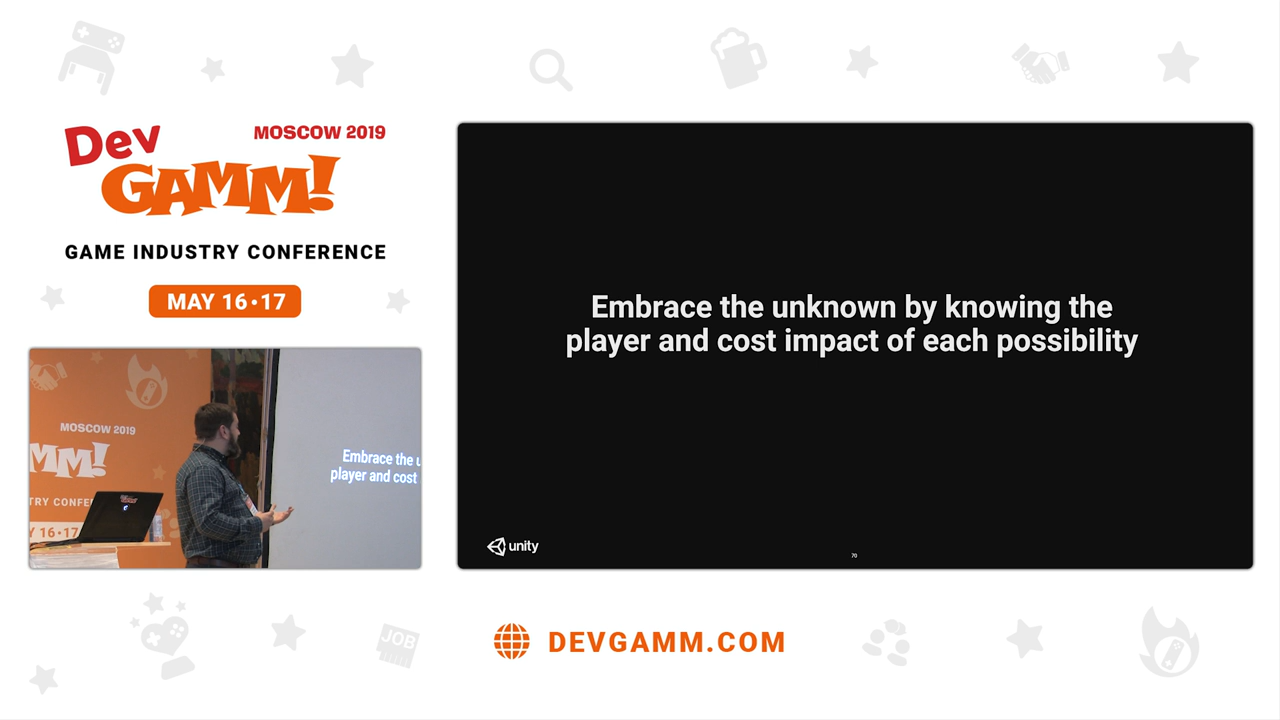 Dev
GAMM!
MOSCOW 2019
GAME INDUSTRY CONFERENCE
MAY 16•17
MOSCOW 2019
MM!
TRY CONFE
Y 16•17
Embrace the u
player and cost
Embrace the unknown by knowing the
player and cost impact of each possibility
unity
70
JOB
DEVGAMM.COM